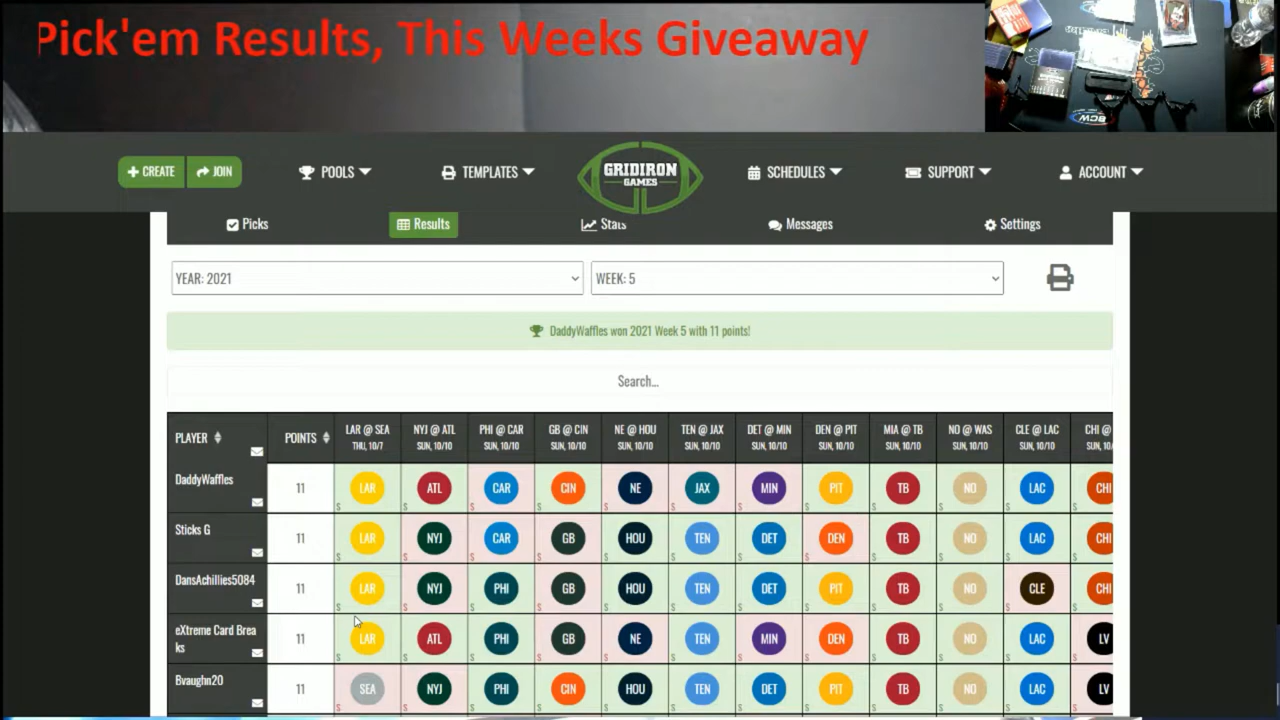 Pick'em Results, This Weeks Giveaway
BCW
CREATE JOIN POOLS TEMPLATES GRIDIRON GAMES SCHEDULES SUPPORT ACCOUNT
Picks Results Stats Messages Settings
YEAR: 2021 WEEK: 5
DaddyWaffles won 2021 Week 5 with 11 points!
Search...
PLAYER POINTS LAR @ SEA NYJ @ ATL PHI @ CAR GB @ CIN NE @ HOU TEN @ JAX DET @ MIN DEN @ PIT MIA @ TB NO @ WAS CLE @ LAC CHI @
THU, 10/7 SUN, 10/10 SUN, 10/10 SUN, 10/10 SUN, 10/10 SUN, 10/10 SUN, 10/10 SUN, 10/10 SUN, 10/10 SUN, 10/10 SUN, 10/10 SUN, 10/
DaddyWaffles 11 LAR ATL CAR CIN NE JAX MIN PIT TB NO LAC CHI
Sticks G 11 LAR NYJ CAR GB HOU TEN DET DEN TB NO LAC CHI
DansAchillies5084 11 LAR NYJ PHI GB HOU TEN DET PIT TB NO CLE CHI
eXtreme Card Brea
ks 11 LAR ATL PHI GB NE TEN MIN DEN TB NO LAC LV
Bvaughn20 11 SEA NYJ PHI CIN HOU TEN DET PIT TB NO LAC LV